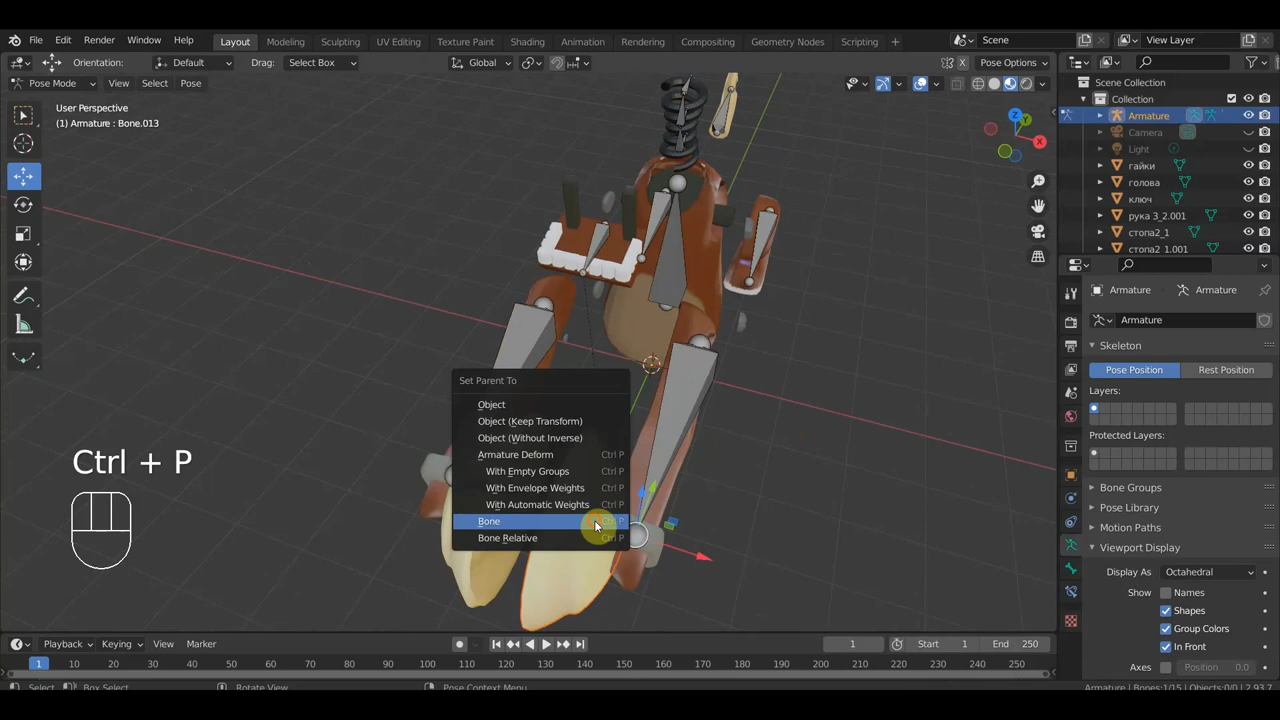 File Edit Render Window Help Layout Modeling Sculpting UV Editing Texture Paint Shading Animation Rendering Compositing Geometry Nodes Scripting + Scene View Layer
Orientation: Default Drag: Select Box Global X Pose Options
Pose Mode View Select Pose
User Perspective
(1) Armature : Bone.013
Z
Y
X
Scene Collection
Collection
Armature
Camera
Light
гайки
голова
ключ
рука 3_2.001
стопа2_1
стопа2 1.001
Armature Armature
Armature
Skeleton
Pose Position Rest Position
Layers:
Protected Layers:
Bone Groups
Pose Library
Motion Paths
Viewport Display
Display As Octahedral
Show Names
Shapes
Group Colors
In Front
Axes Position 0.0
Set Parent To
Object
Object (Keep Transform)
Object (Without Inverse)
Armature Deform Ctrl P
With Empty Groups Ctrl P
With Envelope Weights Ctrl P
With Automatic Weights Ctrl P
Bone Ctrl P
Bone Relative Ctrl P
Ctrl + P
Playback Keying View Marker 1 Start 1 End 250
1 10 20 30 40 50 60 70 80 90 100 110 120 130 140 150 160 170 180 190 200 210 220 230 240 250
Select Box Select Rotate View Pose Context Menu Armature | Bones:1/15 | Objects:0/0 | 2.93.7